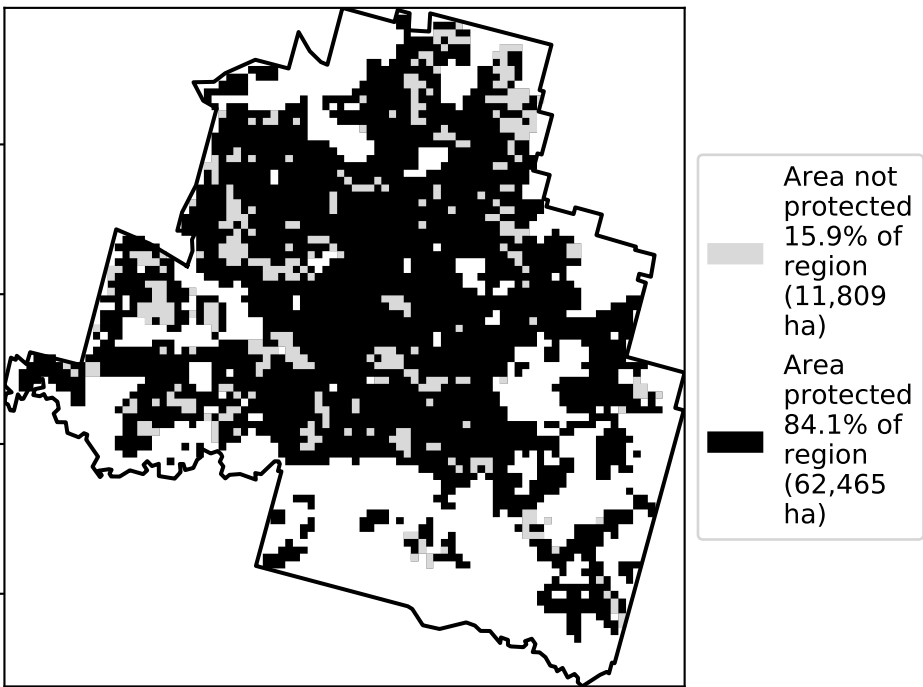 Area not
protected
15.9% of
region
(11,809
ha)
Area
protected
84.1% of
region
(62,465
ha)